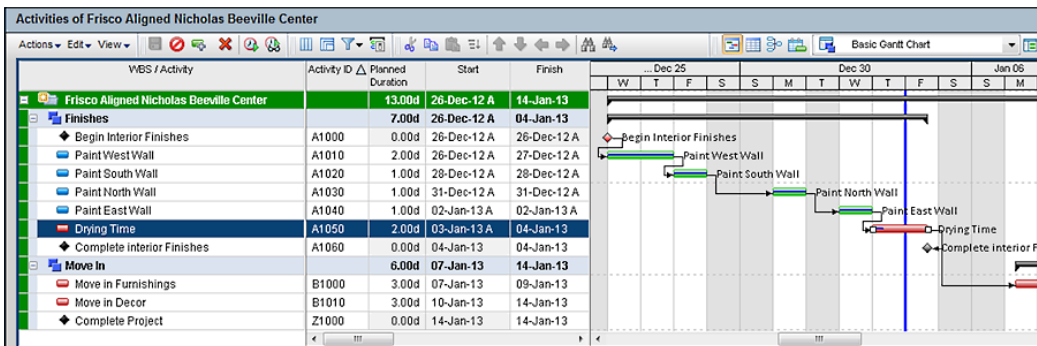 Activities of Frisco Aligned Nicholas Beeville Center
Actions Edit View Basic Gantt Chart
WBS / Activity Activity ID Planned Duration Start Finish ... Dec 25 Dec 30 Jan 06
W T F S S M T W T F S S M
Frisco Aligned Nicholas Beeville Center 13.00d 26-Dec-12 A 14-Jan-13
Finishes 7.00d 26-Dec-12 A 04-Jan-13
Begin Interior Finishes A1000 0.00d 26-Dec-12 A 26-Dec-12 A Begin Interior Finishes
Paint West Wall A1010 2.00d 26-Dec-12 A 27-Dec-12 A Paint West Wall
Paint South Wall A1020 1.00d 28-Dec-12 A 28-Dec-12 A Paint South Wall
Paint North Wall A1030 1.00d 31-Dec-12 A 31-Dec-12 A Paint North Wall
Paint East Wall A1040 1.00d 02-Jan-13 A 02-Jan-13 A Paint East Wall
Drying Time A1050 2.00d 03-Jan-13 A 04-Jan-13 Drying Time
Complete interior Finishes A1060 0.00d 04-Jan-13 04-Jan-13 Complete interior F
Move In 6.00d 07-Jan-13 14-Jan-13
Move in Furnishings B1000 3.00d 07-Jan-13 09-Jan-13
Move in Decor B1010 3.00d 10-Jan-13 14-Jan-13
Complete Project Z1000 0.00d 14-Jan-13 14-Jan-13